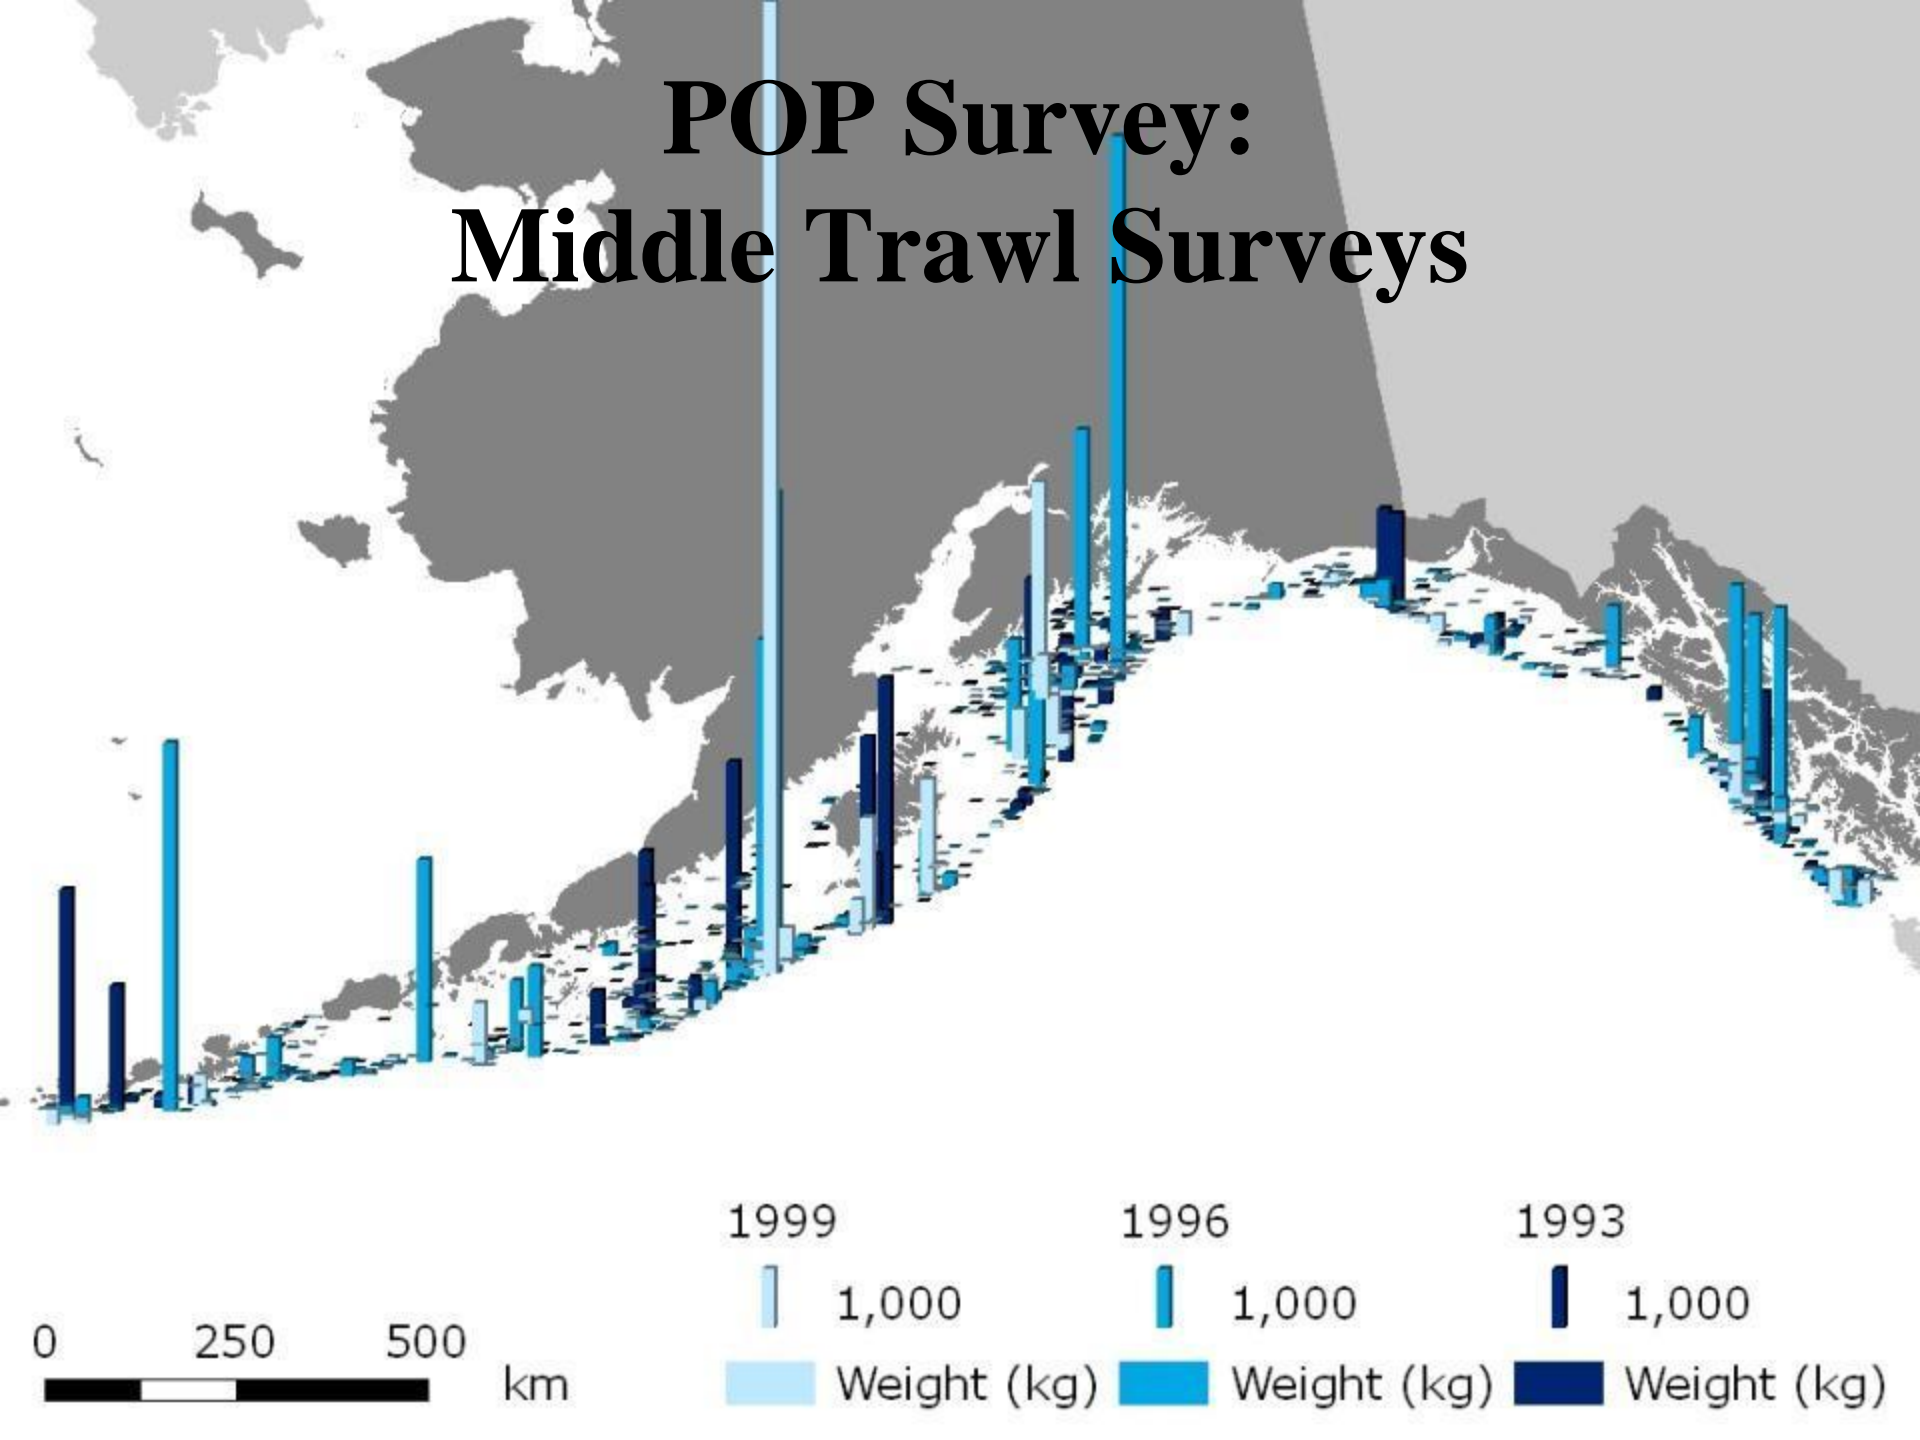 POP Survey:
Middle Trawl Surveys
1999 1996 1993
1,000 1,000 1,000
0 250 500
km
Weight (kg) Weight (kg) Weight (kg)